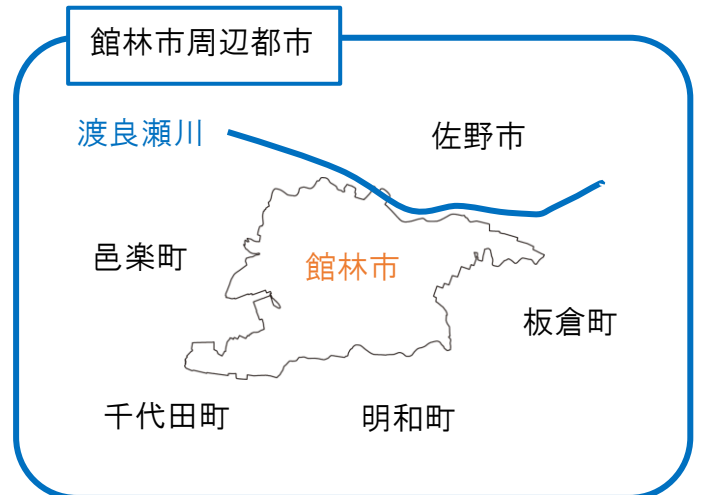 館林市周辺都市
渡良瀬川
佐野市
邑楽町
館林市
板倉町
千代田町
明和町